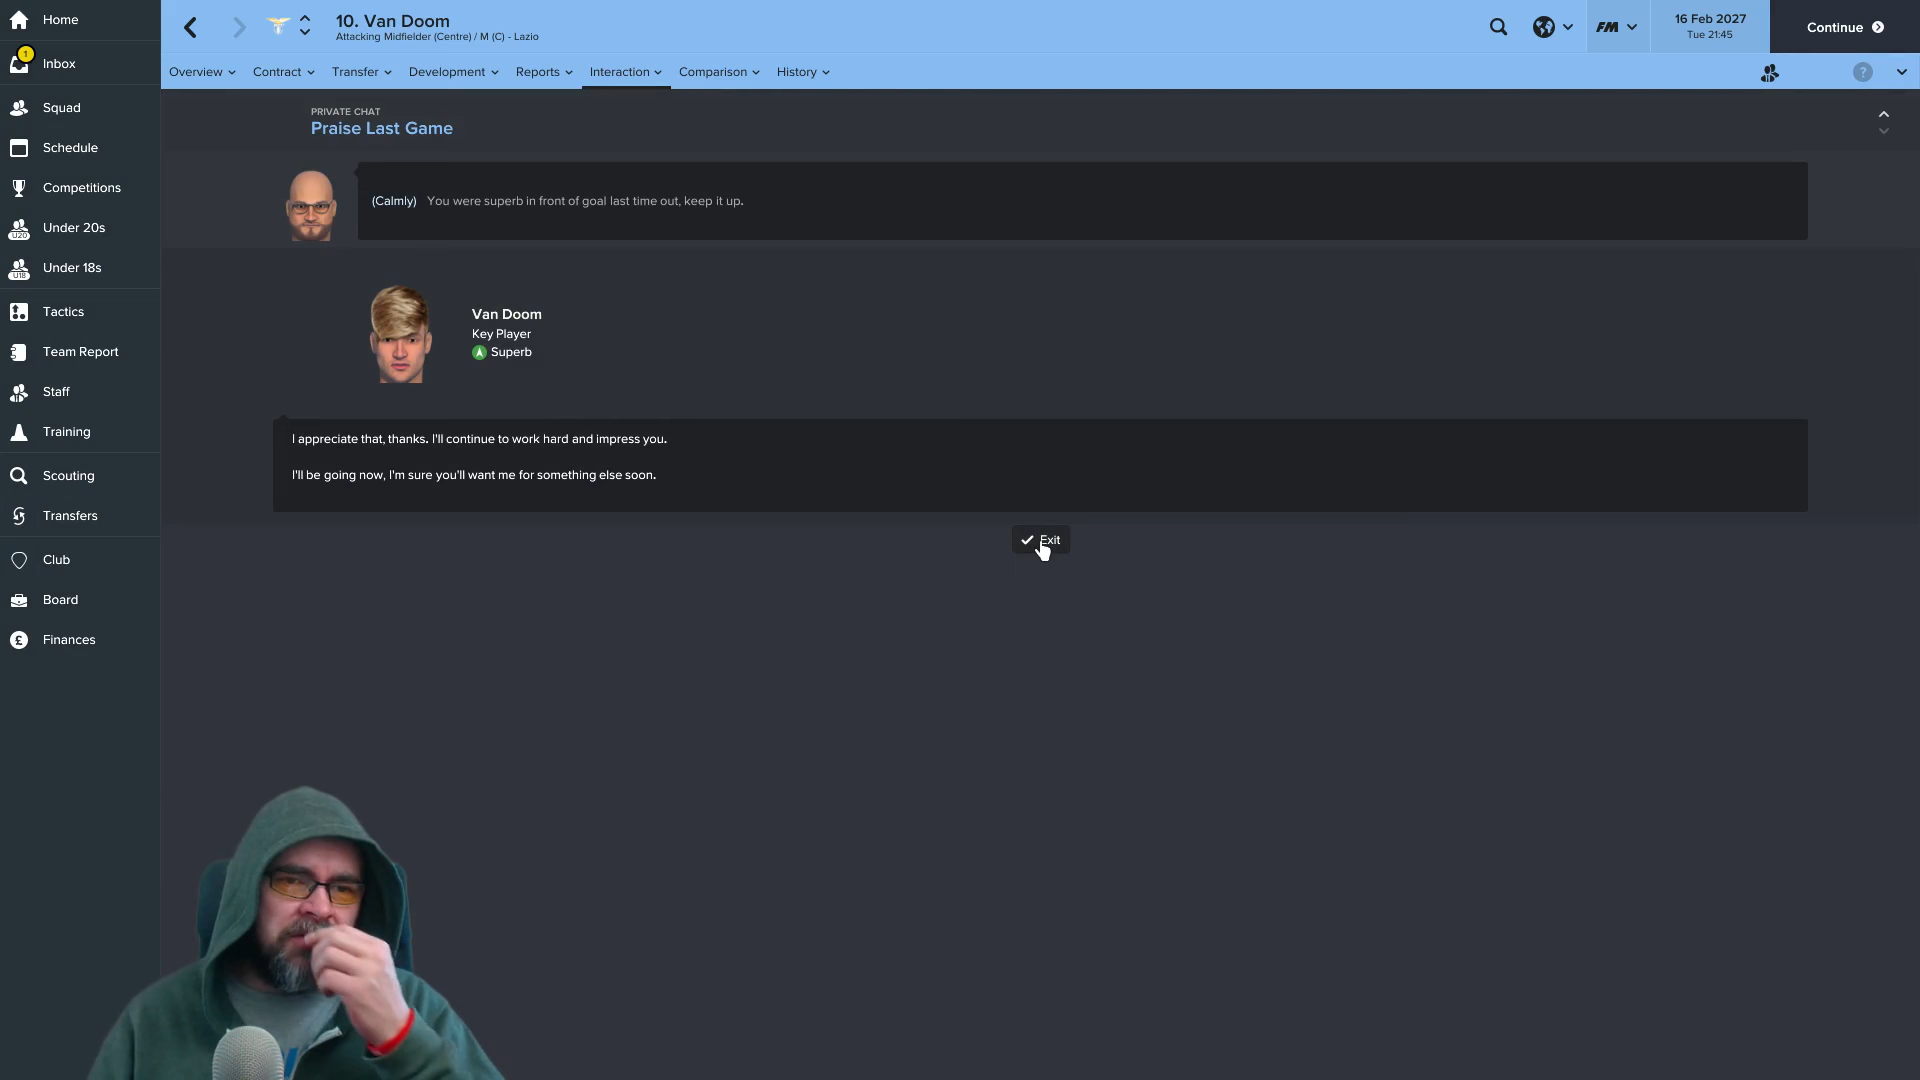 Home
1
Inbox
Squad
Schedule
Competitions
U20
Under 20s
U18
Under 18s
Tactics
Team Report
Staff
Training
Scouting
Transfers
Club
Board
£
Finances
10. Van Doom
Attacking Midfielder (Centre) / M (C) - Lazio
FM
16 Feb 2027
Tue 21:45
Continue
Overview
Contract
Transfer
Development
Reports
Interaction
Comparison
History
?
PRIVATE CHAT
Praise Last Game
(Calmly) You were superb in front of goal last time out, keep it up.
Van Doom
Key Player
Superb
I appreciate that, thanks. I'll continue to work hard and impress you.
I'll be going now, I'm sure you'll want me for something else soon.
Exit